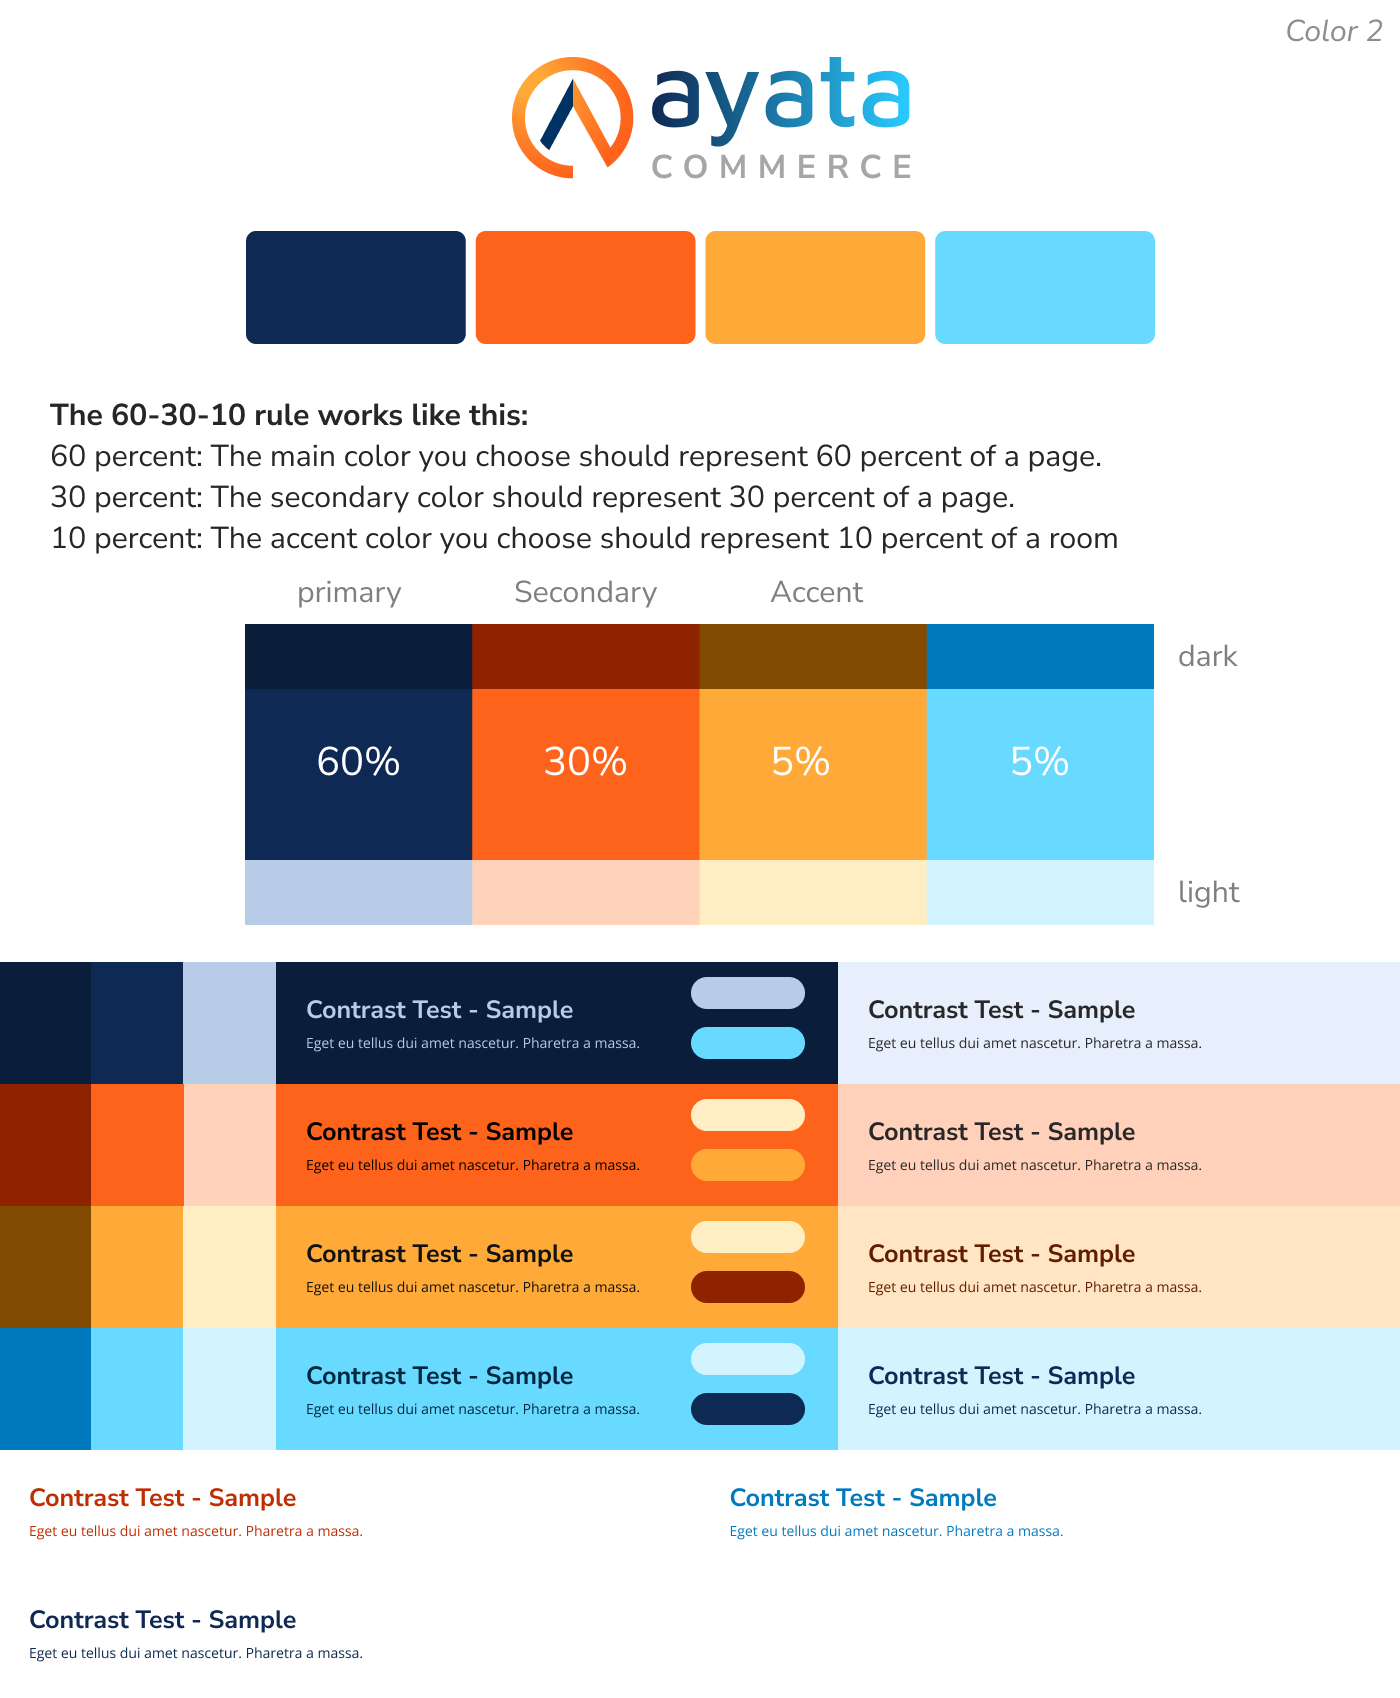 Color 2
ayata
COMMERCE
The 60-30-10 rule works like this:
60 percent: The main color you choose should represent 60 percent of a page.
30 percent: The secondary color should represent 30 percent of a page.
10 percent: The accent color you choose should represent 10 percent of a room
primary Secondary Accent
dark
60% 30% 5% 5%
light
Contrast Test - Sample
Eget eu tellus dui amet nascetur. Pharetra a massa.
Contrast Test - Sample
Eget eu tellus dui amet nascetur. Pharetra a massa.
Contrast Test - Sample
Eget eu tellus dui amet nascetur. Pharetra a massa.
Contrast Test - Sample
Eget eu tellus dui amet nascetur. Pharetra a massa.
Contrast Test - Sample
Eget eu tellus dui amet nascetur. Pharetra a massa.
Contrast Test - Sample
Eget eu tellus dui amet nascetur. Pharetra a massa.
Contrast Test - Sample
Eget eu tellus dui amet nascetur. Pharetra a massa.
Contrast Test - Sample
Eget eu tellus dui amet nascetur. Pharetra a massa.
Contrast Test - Sample
Eget eu tellus dui amet nascetur. Pharetra a massa.
Contrast Test - Sample
Eget eu tellus dui amet nascetur. Pharetra a massa.
Contrast Test - Sample
Eget eu tellus dui amet nascetur. Pharetra a massa.